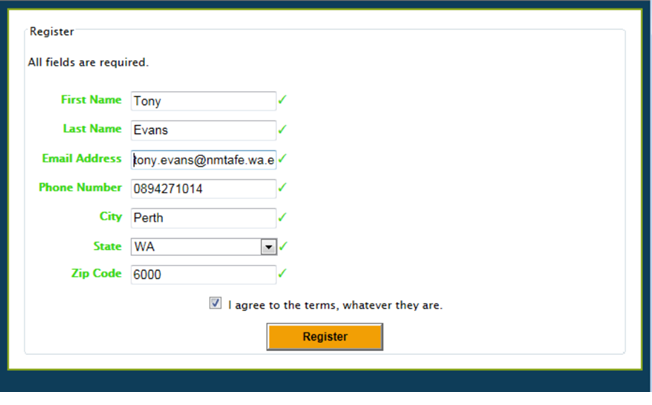 Register
All fields are required.
First Name Tony ✓
Last Name Evans ✓
Email Address tony.evans@nmtafe.wa.e ✓
Phone Number 0894271014 ✓
City Perth ✓
State WA ✓
Zip Code 6000 ✓
I agree to the terms, whatever they are.
Register